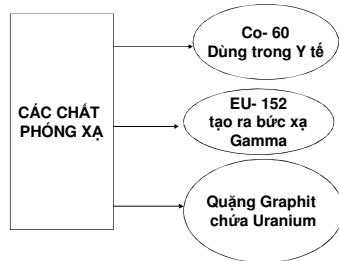 CÁC CHẤT
PHÓNG XẠ
Co- 60
Dùng trong Y tế
EU- 152
tạo ra bức xạ
Gamma
Quặng Graphit
chứa Uranium